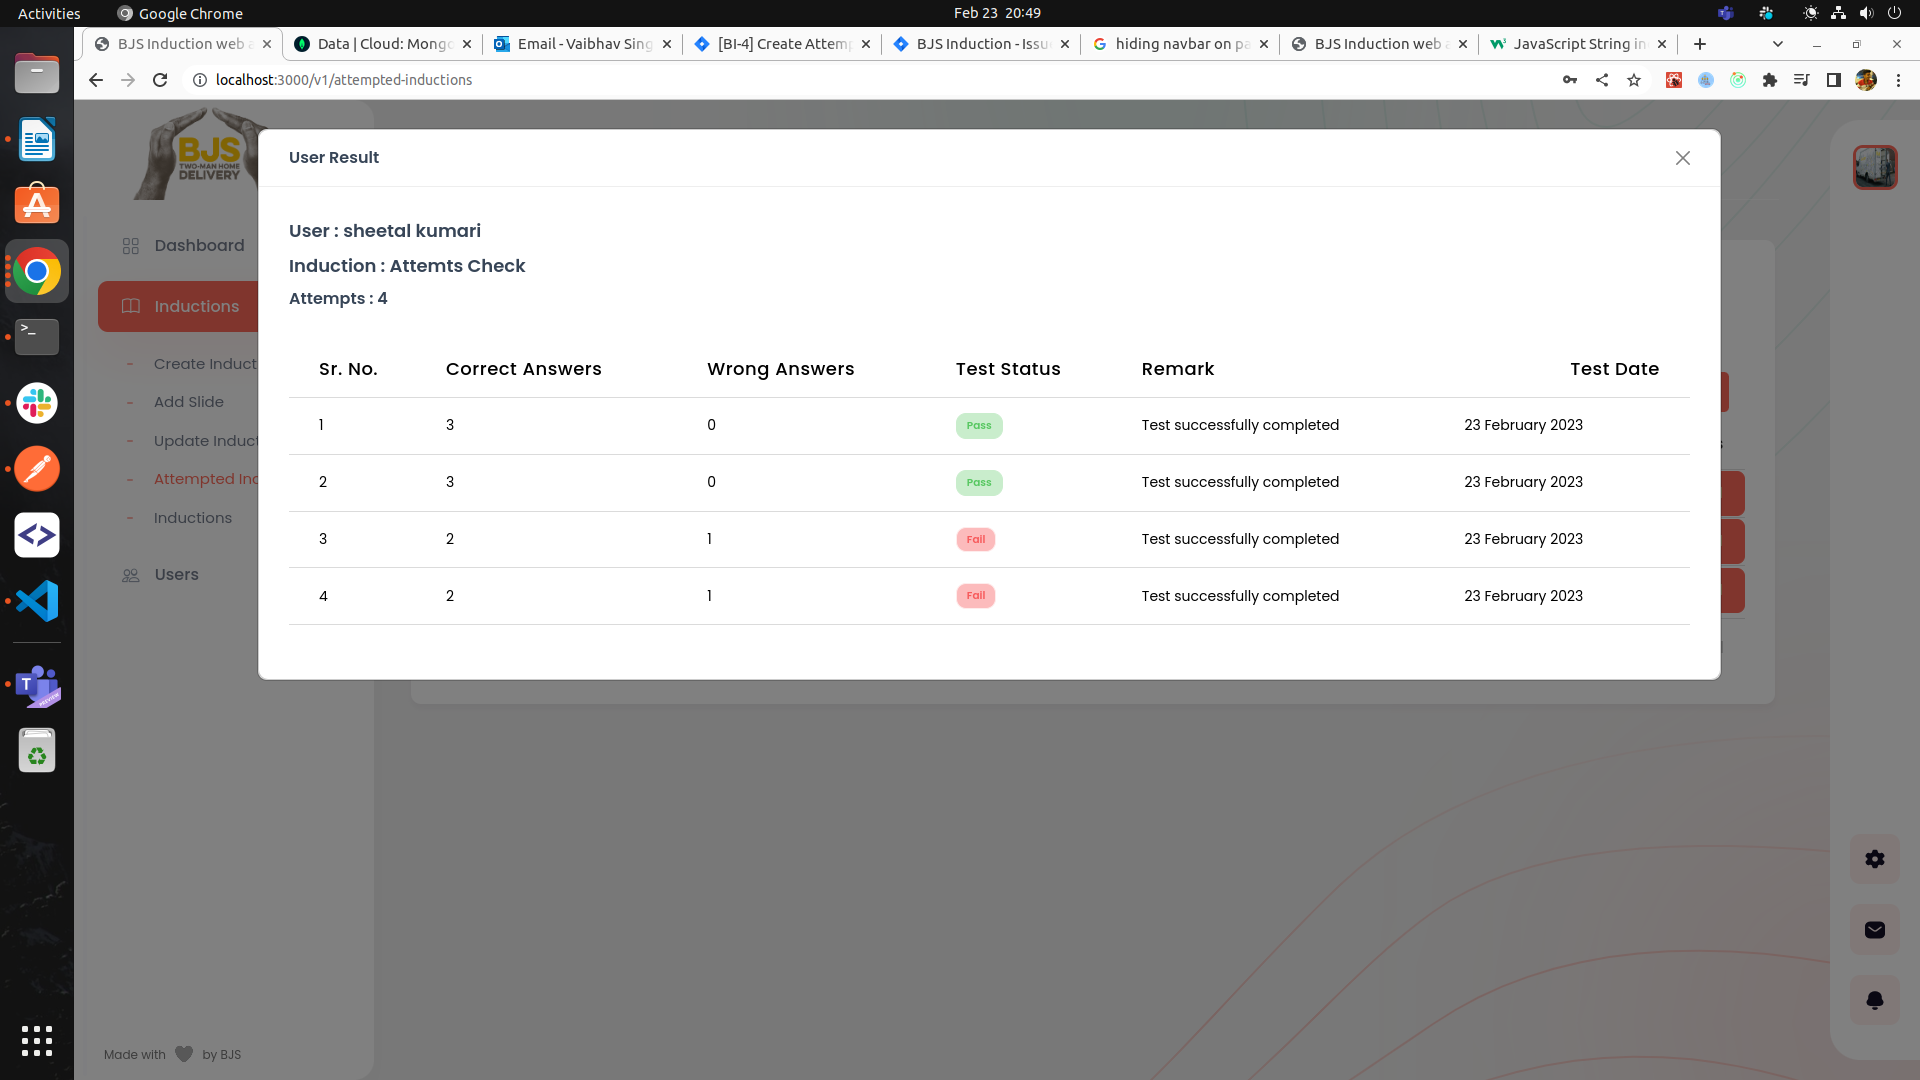 Activities Google Chrome Feb 23 20:49
BJS Induction web a Data | Cloud: Mongo Email - Vaibhav Sing [BI-4] Create Attemp BJS Induction - Issu hiding navbar on pa BJS Induction web a JavaScript String in
localhost:3000/v1/attempted-inductions
BJS
TWO-MAN HOME
DELIVERY
User Result
Dashboard
Inductions
Create Induct
Add Slide
Update Induct
Attempted Ind
Inductions
Users
User : sheetal kumari
Induction : Attemts Check
Attempts : 4
Sr. No. Correct Answers Wrong Answers Test Status Remark Test Date
1 3 0 Pass Test successfully completed 23 February 2023
2 3 0 Pass Test successfully completed 23 February 2023
3 2 1 Fail Test successfully completed 23 February 2023
4 2 1 Fail Test successfully completed 23 February 2023
Made with by BJS